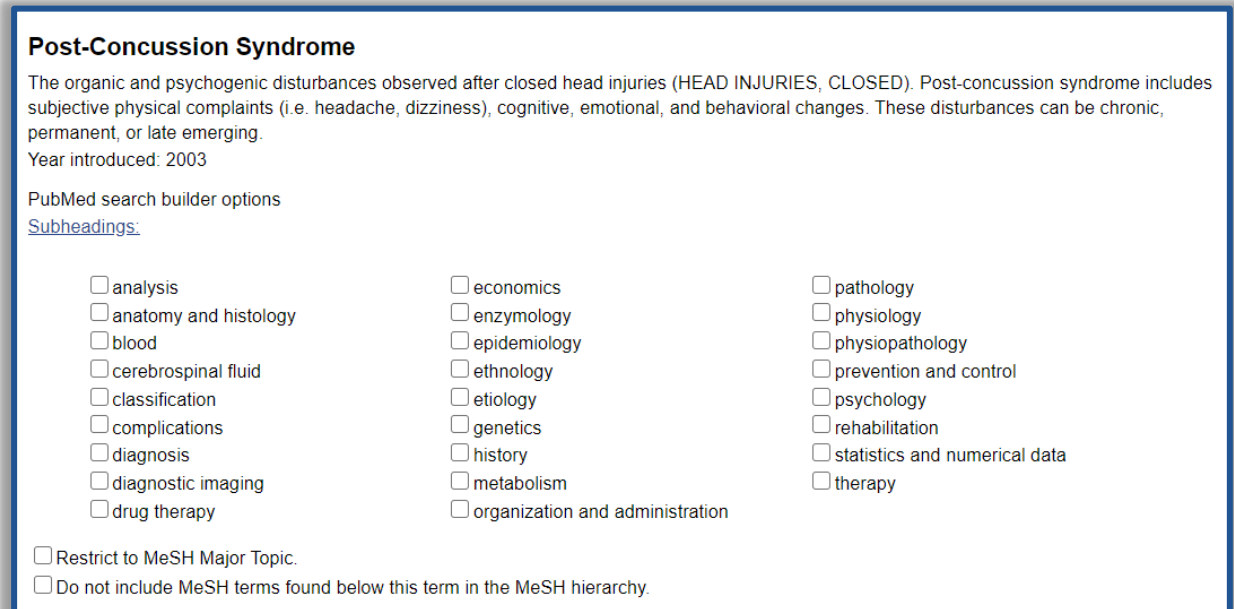 Post-Concussion Syndrome
The organic and psychogenic disturbances observed after closed head injuries (HEAD INJURIES, CLOSED). Post-concussion syndrome includes
subjective physical complaints (i.e. headache, dizziness), cognitive, emotional, and behavioral changes. These disturbances can be chronic,
permanent, or late emerging.
Year introduced: 2003
PubMed search builder options
Subheadings:
analysis
anatomy and histology
blood
cerebrospinal fluid
classification
complications
diagnosis
diagnostic imaging
drug therapy
economics
enzymology
epidemiology
ethnology
etiology
genetics
history
metabolism
organization and administration
pathology
physiology
physiopathology
prevention and control
psychology
rehabilitation
statistics and numerical data
therapy
Restrict to MeSH Major Topic.
Do not include MeSH terms found below this term in the MeSH hierarchy.